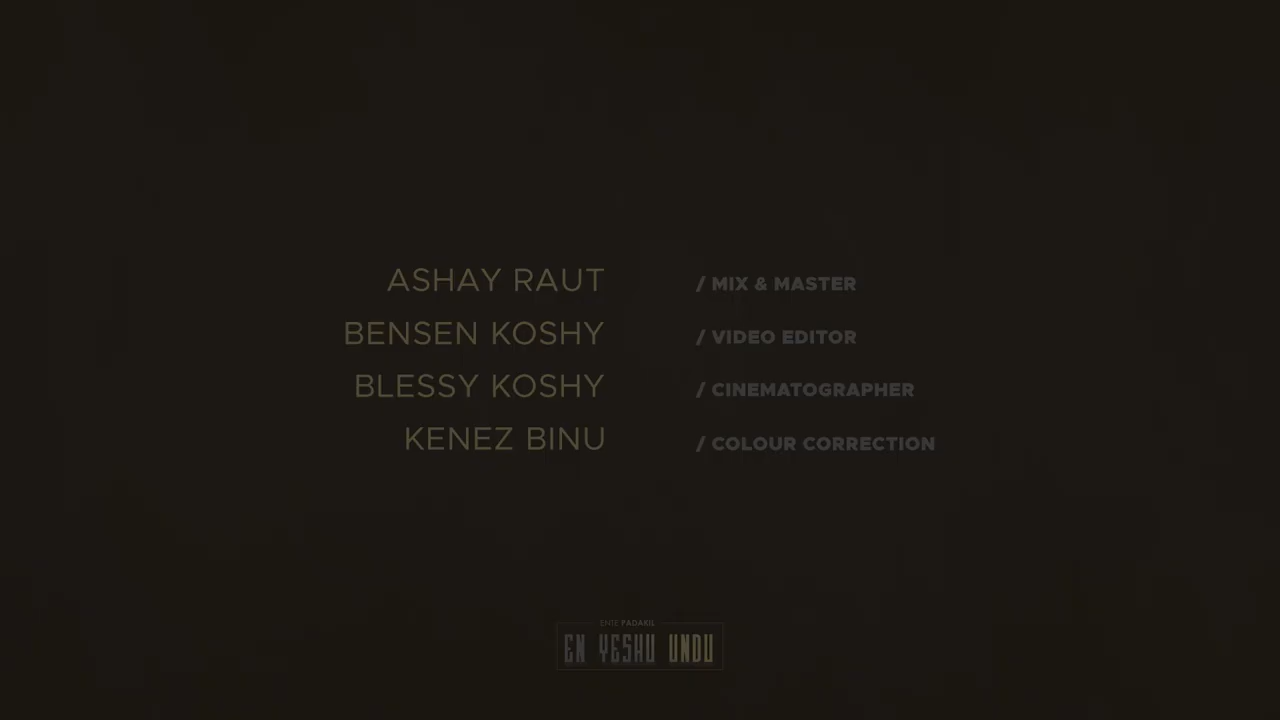 ASHAY RAUT / MIX & MASTER
BENSEN KOSHY / VIDEO EDITOR
BLESSY KOSHY / CINEMATOGRAPHER
KENEZ BINU / COLOUR CORRECTION
ENTE PADAKIL
EN YESHU UNDU